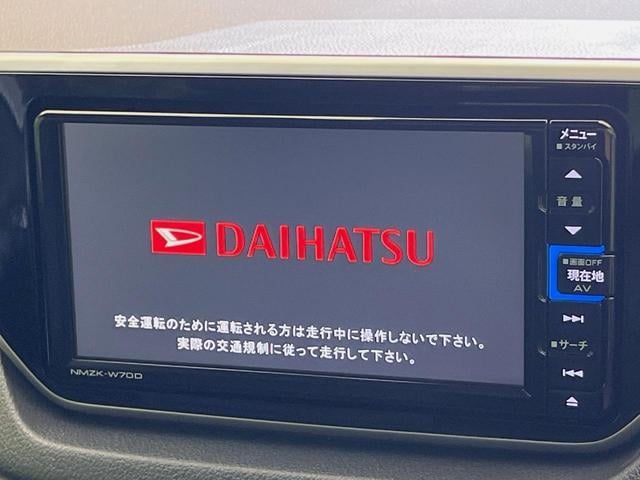 メニュー
■ スタンバイ
音量
■画面OFF
現在地
AV
■サーチ
DAIHATSU
安全運転のために運転される方は走行中に操作しないで下さい。
実際の交通規制に従って走行して下さい。
NMZK-W70D